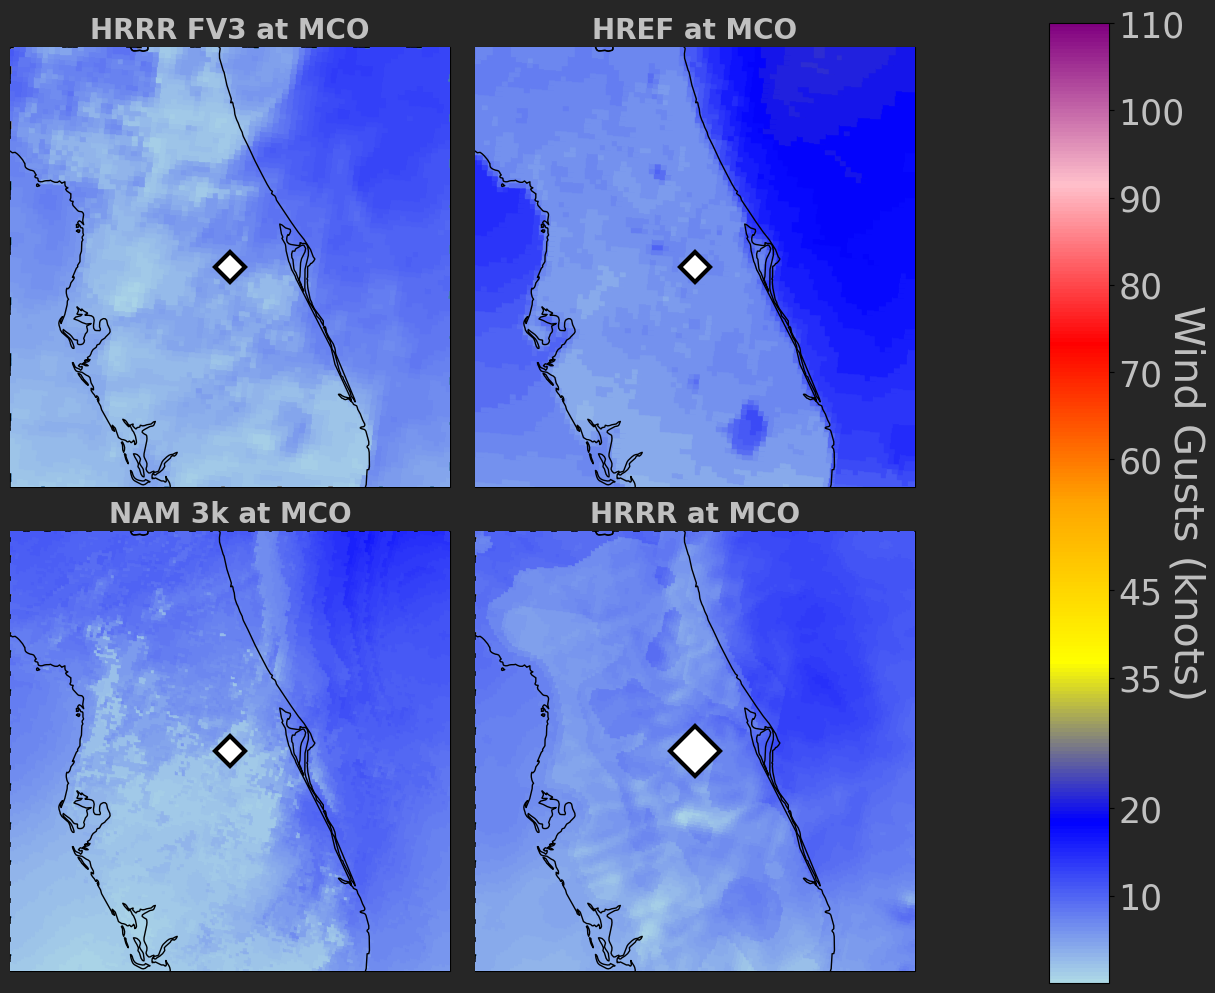 HRRR FV3 at MCO
HREF at MCO
NAM 3k at MCO
HRRR at MCO
110
100
90
80
70
60
45
35
20
10
Wind Gusts (knots)